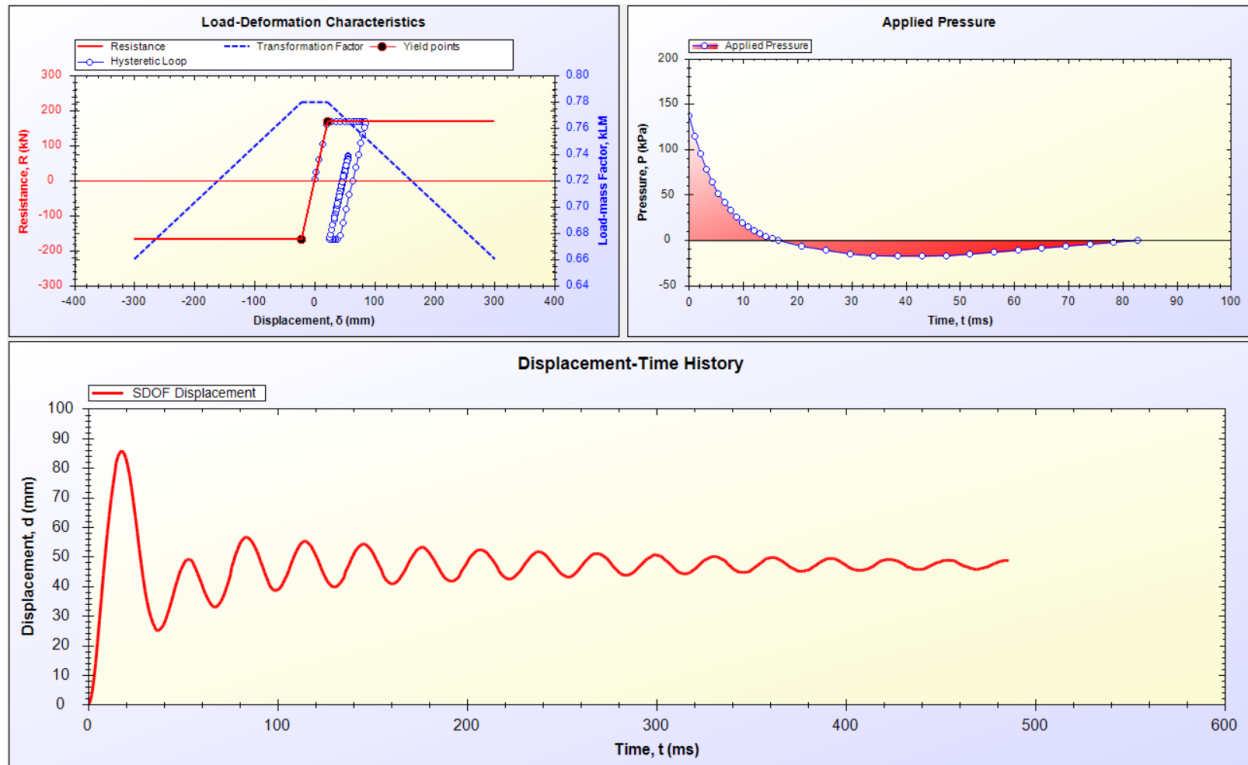 Load-Deformation Characteristics
Resistance
Transformation Factor
Yield points
Hysteretic Loop
Resistance, R (kN)
300
200
100
0
-100
-200
-300
0.80
0.78
0.76
0.74
0.72
0.70
0.68
0.66
0.64
Load-mass Factor, kLM
-400 -300 -200 -100 0 100 200 300 400
Displacement, δ (mm)
Applied Pressure
Applied Pressure
Pressure, P (kPa)
200
150
100
50
0
-50
0 10 20 30 40 50 60 70 80 90 100
Time, t (ms)
Displacement-Time History
SDOF Displacement
Displacement, d (mm)
100
90
80
70
60
50
40
30
20
10
0
0 100 200 300 400 500 600
Time, t (ms)